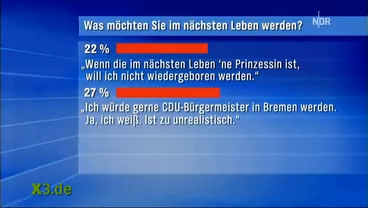 Was möchten Sie im nächsten Leben werden?
NDR
22 %
„Wenn die im nächsten Leben ‘ne Prinzessin ist,
will ich nicht wiedergeboren werden.“
27 %
„Ich würde gerne CDU-Bürgermeister in Bremen werden.
Ja, ich weiß. Ist zu unrealistisch.“
X3.de